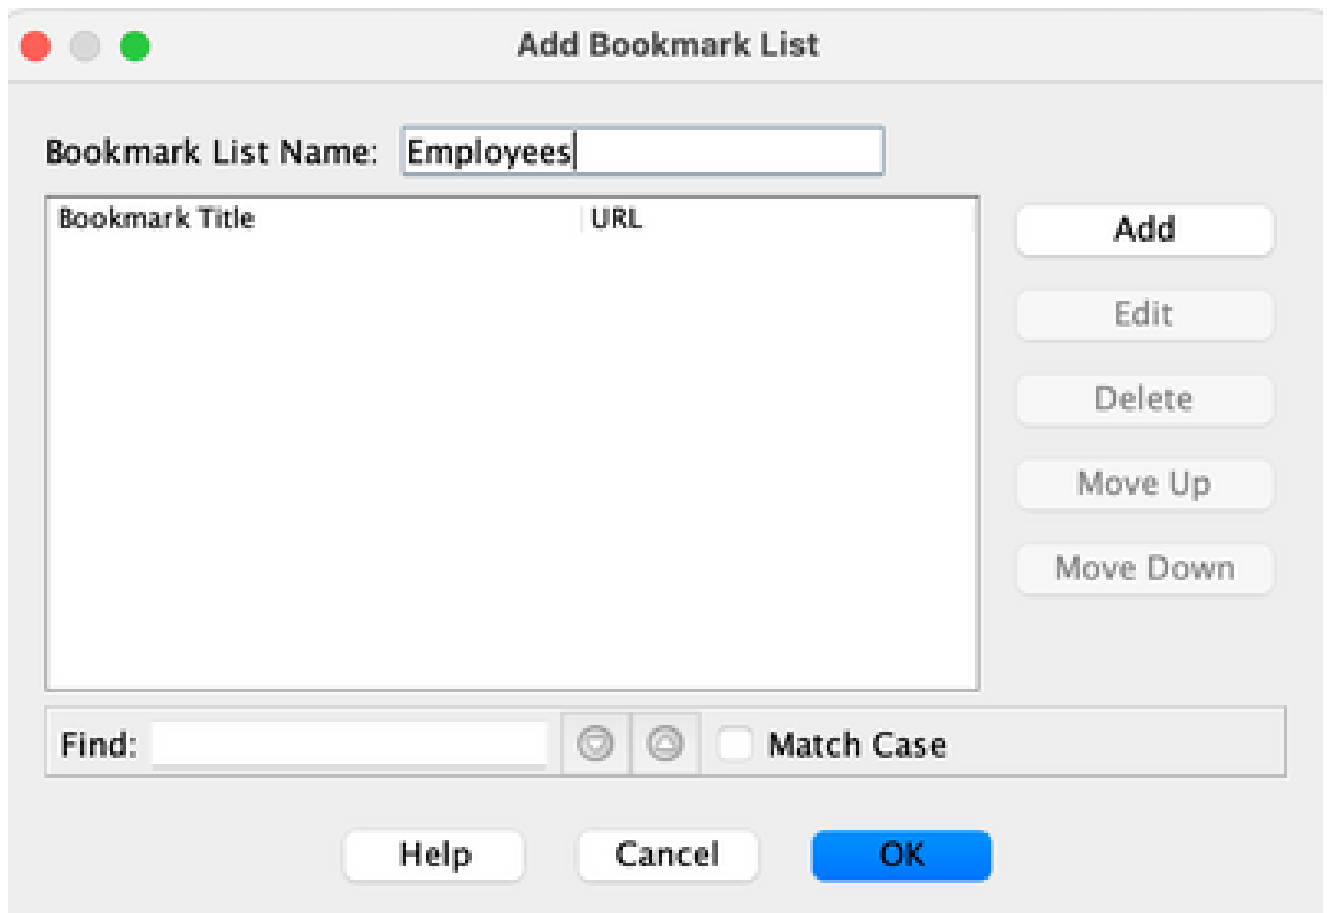 Add Bookmark List
Bookmark List Name: Employees
Bookmark Title URL
Add
Edit
Delete
Move Up
Move Down
Find: Match Case
Help Cancel OK